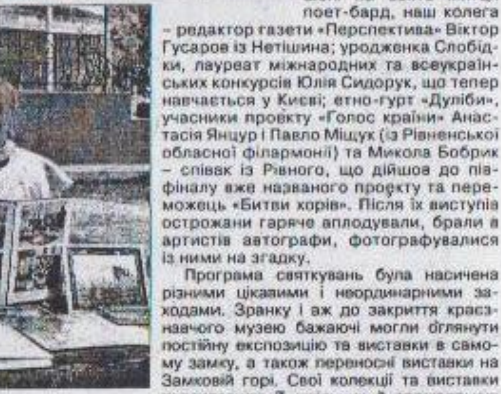 поет-бард, наш колега
– редактор газети «Перспектива» Віктор
Гусаров із Нетішина; уродженка Слобід-
ки, лауреат міжнародних та всеукраїн-
ських конкурсів Юлія Сидорук, що тепер
навчається у Києві; етно-гурт «Дуліби»,
учасники проекту «Голос країни» Анас-
тасія Янцур і Павло Міщук (із Рівненської
обласної філармонії) та Микола Бобрик
– співак із Рівного, що дійшов до пів-
фіналу вже названого проєкту та пере-
можець «Битви хорів». Після їх виступів
острожани гаряче аплодували, брали в
артистів автографи, фотографувалися
із ними на згадку.
Програма святкувань була насичена
різними цікавими і неординарними за-
ходами. Зранку і аж до закриття краєз-
навчого музею бажаючі могли оглянути
постійну експозицію та виставки в само-
му замку, а також переносні виставки на
Замковій горі. Свої колекції та виставки